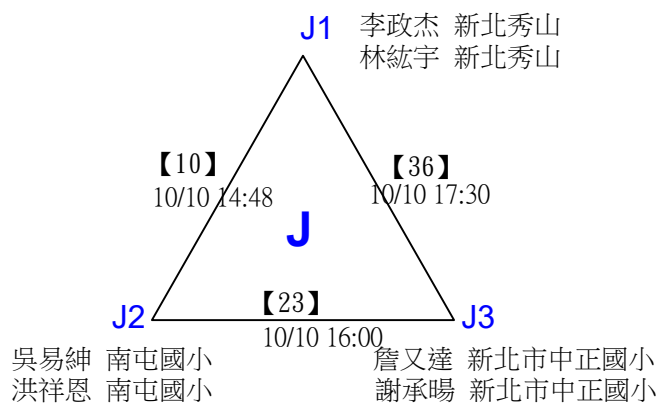 J1
李政杰 新北秀山
林紘宇 新北秀山
【10】
10/10 14:48
【36】
10/10 17:30
J
【23】
10/10 16:00
J2
J3
吳易紳 南屯國小
洪祥恩 南屯國小
詹又達 新北市中正國小
謝承暘 新北市中正國小